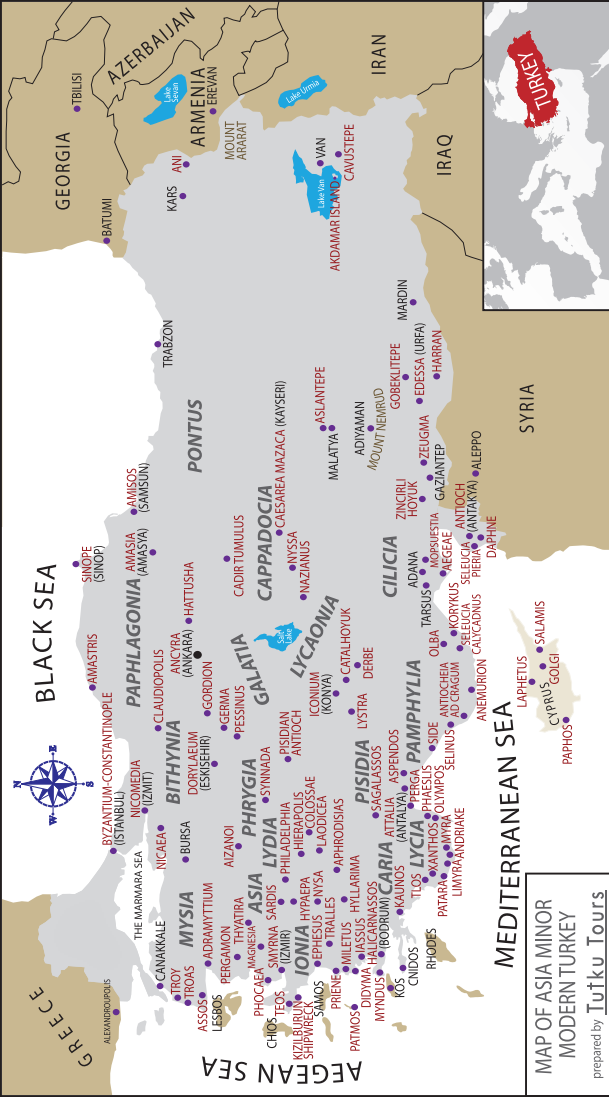 GREECE
ALEXANDROUPOLIS
BLACK SEA
N
E
S
W
GEORGIA
TBILISI
BATUMI
AZERBAIJAN
ARMENIA
EREVAN
Lake
Sevan
MOUNT
ARARAT
IRAN
Lake Urmia
IRAQ
SYRIA
TURKEY
THE MARMARA SEA
BYZANTIUM-CONSTANTINOPLE
(ISTANBUL)
NICOMEDIA
(IZMIT)
NICAEA
BURSA
CANAKKALE
TROY
TROAS
ASSOS
LESBOS
MYSIA
ADRAMYTTIUM
PERGAMON
THYATIRA
BITHYNIA
CLAUDIOPOLIS
AMASTRIS
PAPHLAGONIA
SINOPE
(SINOP)
AMISOS
(SAMSUN)
AMASIA
(AMASYA)
HATTUSHA
ANCYRA
(ANKARA)
GORDION
GERMA
PESSINUS
DORYLAEUM
(ESKISEHIR)
AIZANOI
PHRYGIA
SYNNADA
PISIDIAN
ANTIOCH
GALATIA
Salt
Lake
PONTUS
TRABZON
KARS
ANI
VAN
Lake Van
AKDAMAR ISLAND
CAVUSTEPE
CADIR TUMULUS
CAPPADOCIA
CAESAREA MAZACA (KAYSERI)
NYSSA
NAZIANUS
ASLANTEPE
MALATYA
ADIYAMAN
MOUNT NEMRUD
GOBEKLITEPE
EDESSA (URFA)
HARRAN
MARDIN
ZEUGMA
GAZIANTEP
ZINCIRLI
HOYUK
ALEPPO
ANTIOCH
(ANTAKYA)
DAPHNE
SELEUCIA
PIERIA
MOPSUESTIA
AEGEAE
ADANA
TARSUS
CILICIA
LYCAONIA
ICONIUM
(KONYA)
CATALHOYUK
DERBE
LYSTRA
OLBA
KORYKUS
SELEUCIA
CALYCADNUS
ANTIOCHEIA
AD CRAGUM
ANEMURION
SELINUS
SIDE
PAMPHYLIA
ASPENDOS
PERGA
ATTALIA
(ANTALYA)
PISIDIA
SAGALASSOS
PHAESLIS
OLYMPOS
LYCIA
MYRA
ANDRIAKE
LIMYRA
XANTHOS
PATARA
TLOS
KAUNOS
CARIA
ASIA
LYDIA
MAGNESIA
SARDIS
PHILADELPHIA
HIERAPOLIS
COLOSSAE
LAODICEA
APHRODISIAS
HYPAEPA
NYSA
HYLLARIMA
PHOCAEA
SMYRNA
(IZMIR)
IONIA
EPHESUS
TRALLES
CHIOS
TEOS
KIZILBURUN
SHIPWRECK
SAMOS
PRIENE
MILETUS
DIDYMA
IASSUS
HALICARNASSOS
(BODRUM)
MYNDUS
PATMOS
KOS
CNIDOS
RHODES
AEGEAN SEA
MEDITERRANEAN SEA
CYPRUS
LAPHETUS
SALAMIS
GOLGI
PAPHOS
MAP OF ASIA MINOR
MODERN TURKEY
prepared by Tutku Tours